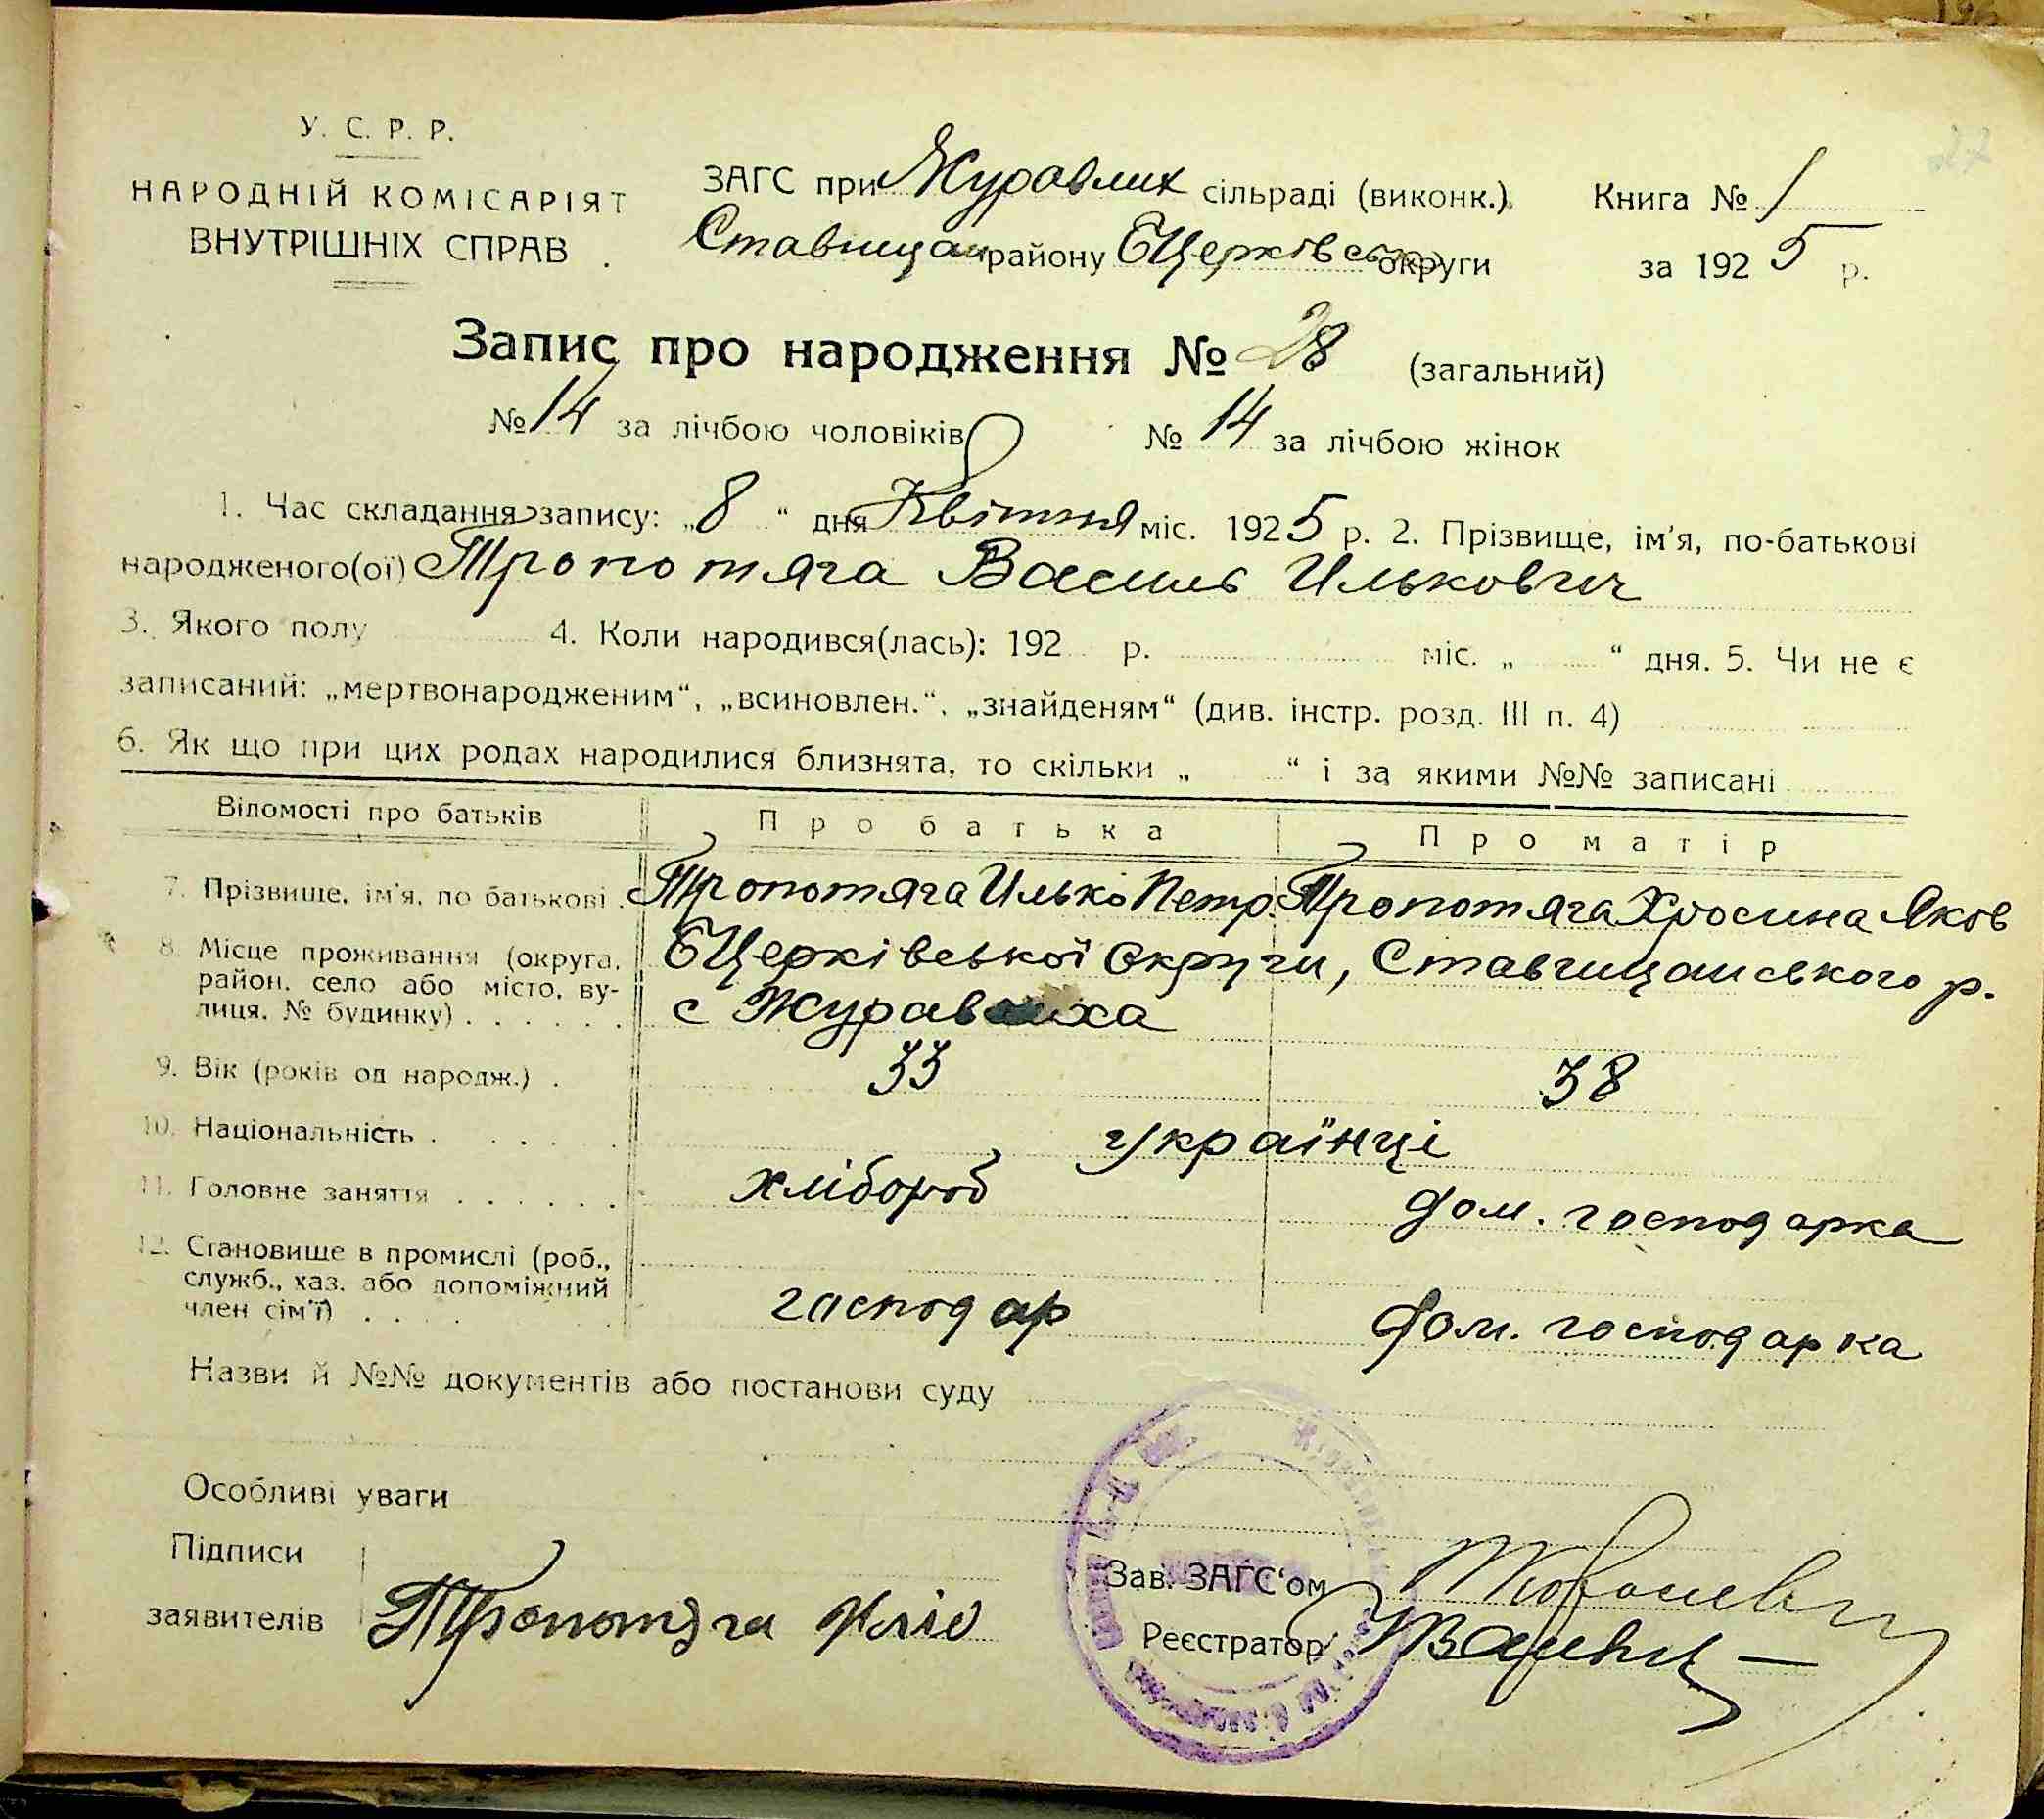 У. С. Р. Р.
НАРОДНІЙ КОМІСАРІЯТ
ВНУТРІШНІХ СПРАВ
ЗАГС при Журавлих сільраді (виконк.).
Ставищан району БЦерківсь округи
Книга № 1
за 1925 р.
Запис про народження № 28 (загальний)
№ 14 за лічбою чоловіків № 14 за лічбою жінок
1. Час складання запису: „8“ дня Квітня міс. 1925 р. 2. Прізвище, ім'я, по-батькові
народженого(ої) Тропотяга Василь Илькович
3. Якого полу 4. Коли народився(лась): 192 р. міс. „ “ дня. 5. Чи не є
записаний: „мертвонародженим“, „всиновлен.“, „знайденям“ (див. інстр. розд. III п. 4)
6. Як що при цих родах народилися близнята, то скільки „ “ і за якими №№ записані
Відомості про батьків Про батька Про матір
7. Прізвище, ім'я, по батькові Тропотяга Илько Петр. Тропотяга Хросина Яков
8. Місце проживання (округа, район, село або місто, вулиця, № будинку) БЦерківської Округи, Ставищанського р.
с Журавлиха
9. Вік (років од народж.) 33 38
10. Національність українці
11. Головне заняття хлібороб дом. господарка
12. Становище в промислі (роб., служб., хаз. або допоміжний член сім'ї) господар дом. господарка
Назви й №№ документів або постанови суду
Особливі уваги
Підписи
заявителів Тропотяга
Зав. ЗАГС'ом
Реєстратор